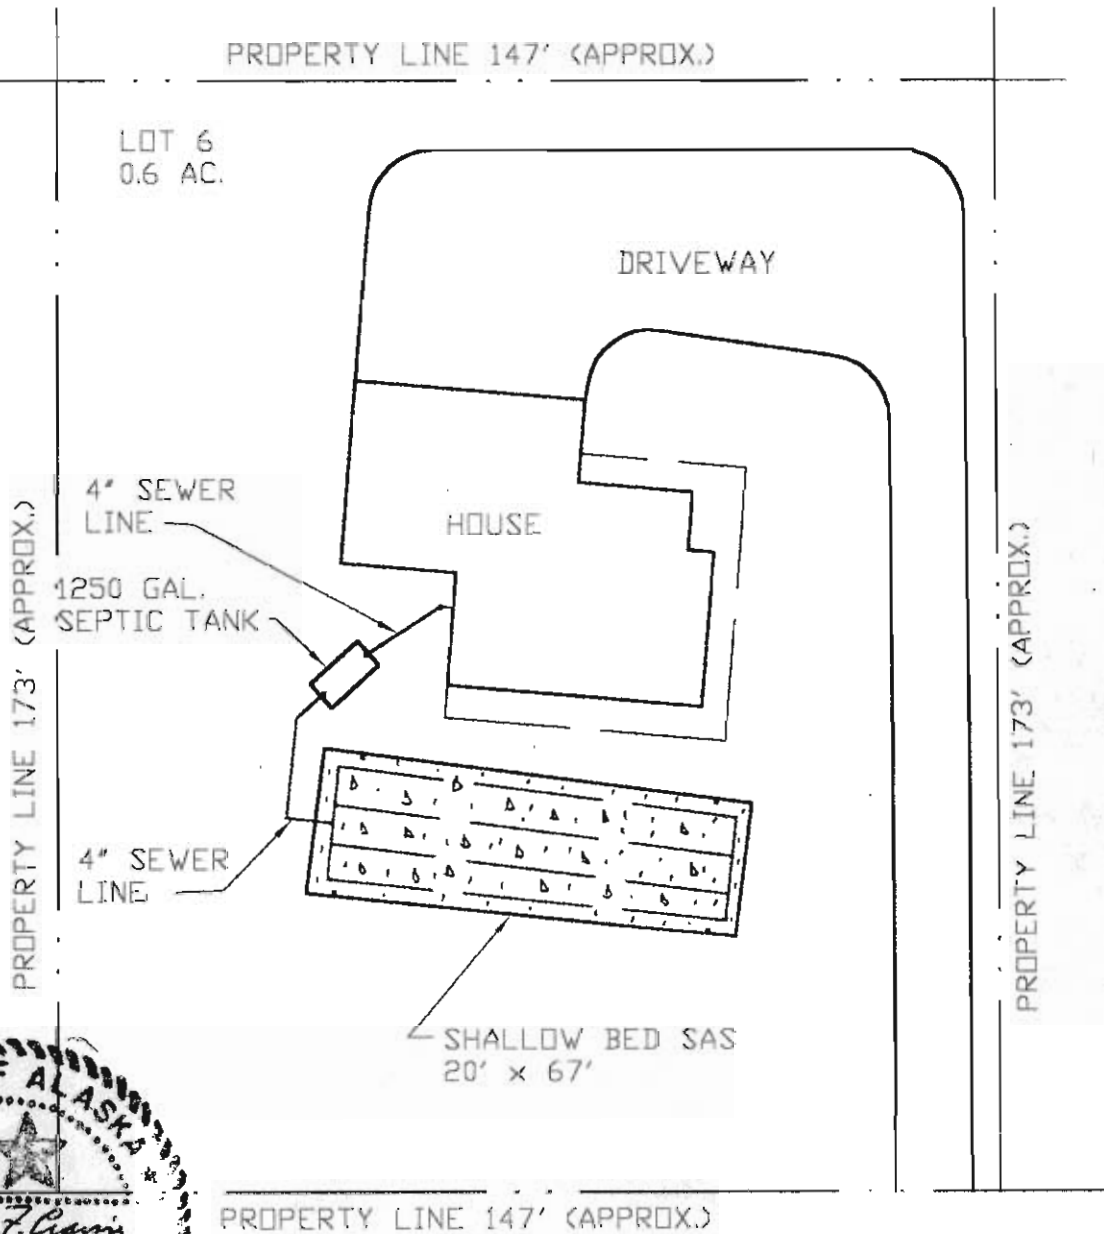 PROPERTY LINE 147' (APPROX.)
LOT 6
0.6 AC.
DRIVEWAY
4" SEWER
LINE
HOUSE
1250 GAL.
SEPTIC TANK
PROPERTY LINE 173' (APPROX.)
PROPERTY LINE 173' (APPROX.)
4" SEWER
LINE
SHALLOW BED SAS
20' x 67'
ALASKA
PROPERTY LINE 147' (APPROX.)